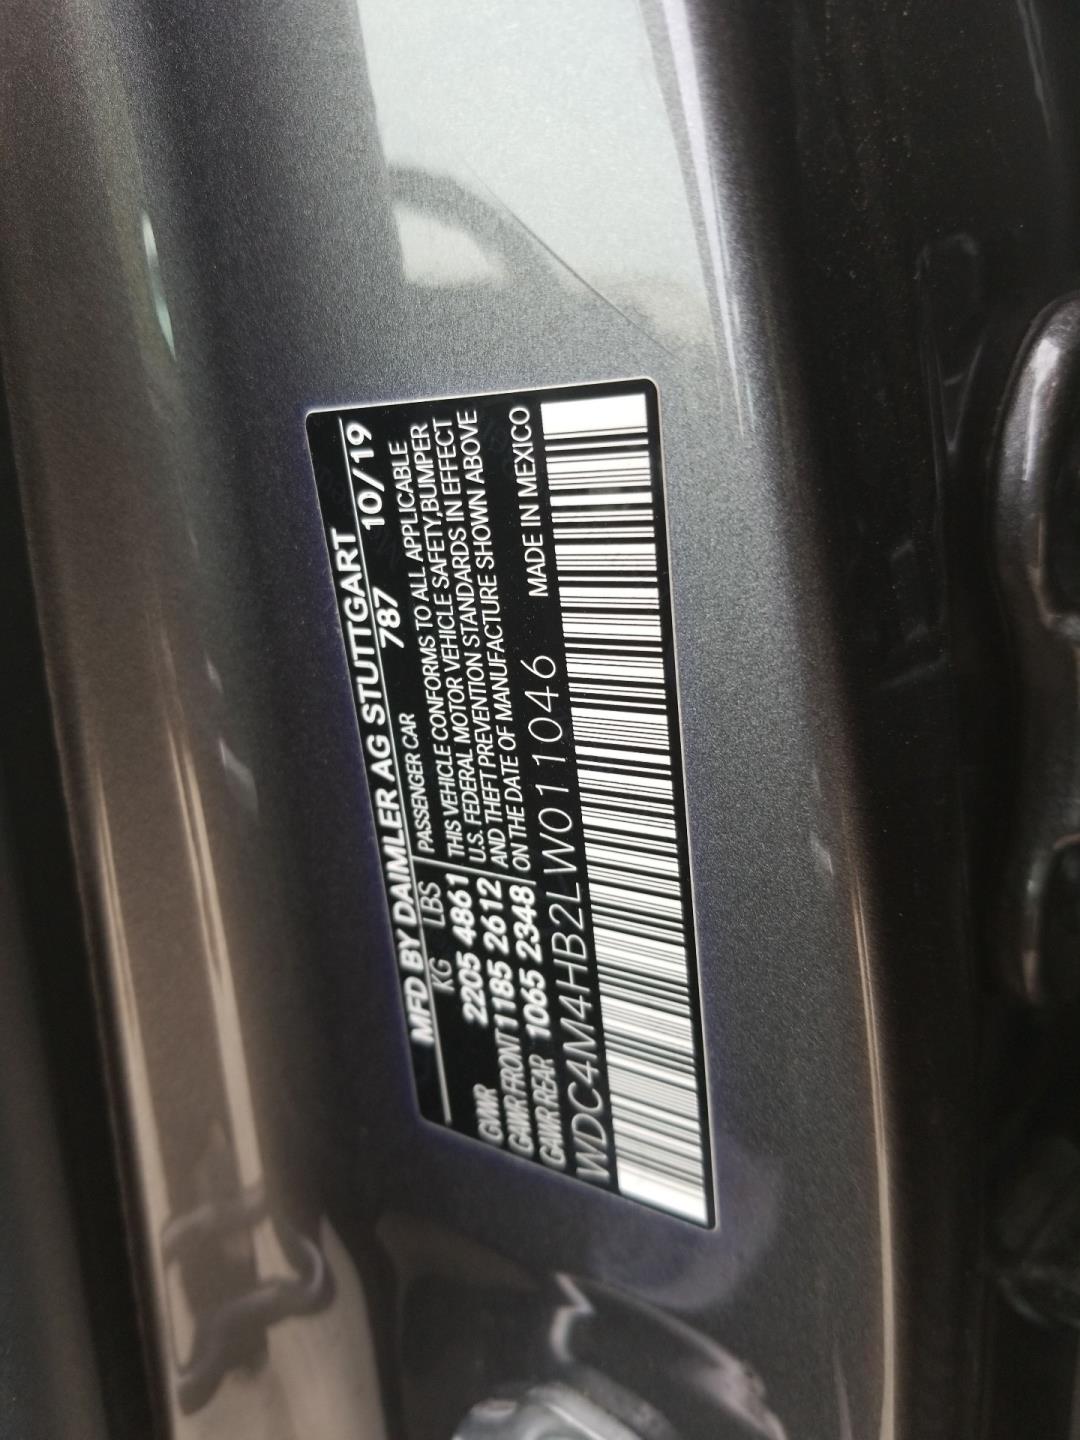 MFD BY DAIMLER AG STUTTGART
KG LBS 787 10/19
GVWR 2205 4861
GAWR FRONT 1185 2612
GAWR REAR 1065 2348
PASSENGER CAR
THIS VEHICLE CONFORMS TO ALL APPLICABLE
U.S. FEDERAL MOTOR VEHICLE SAFETY,BUMPER
AND THEFT PREVENTION STANDARDS IN EFFECT
ON THE DATE OF MANUFACTURE SHOWN ABOVE
WDC4M4HB2LW011046 MADE IN MEXICO